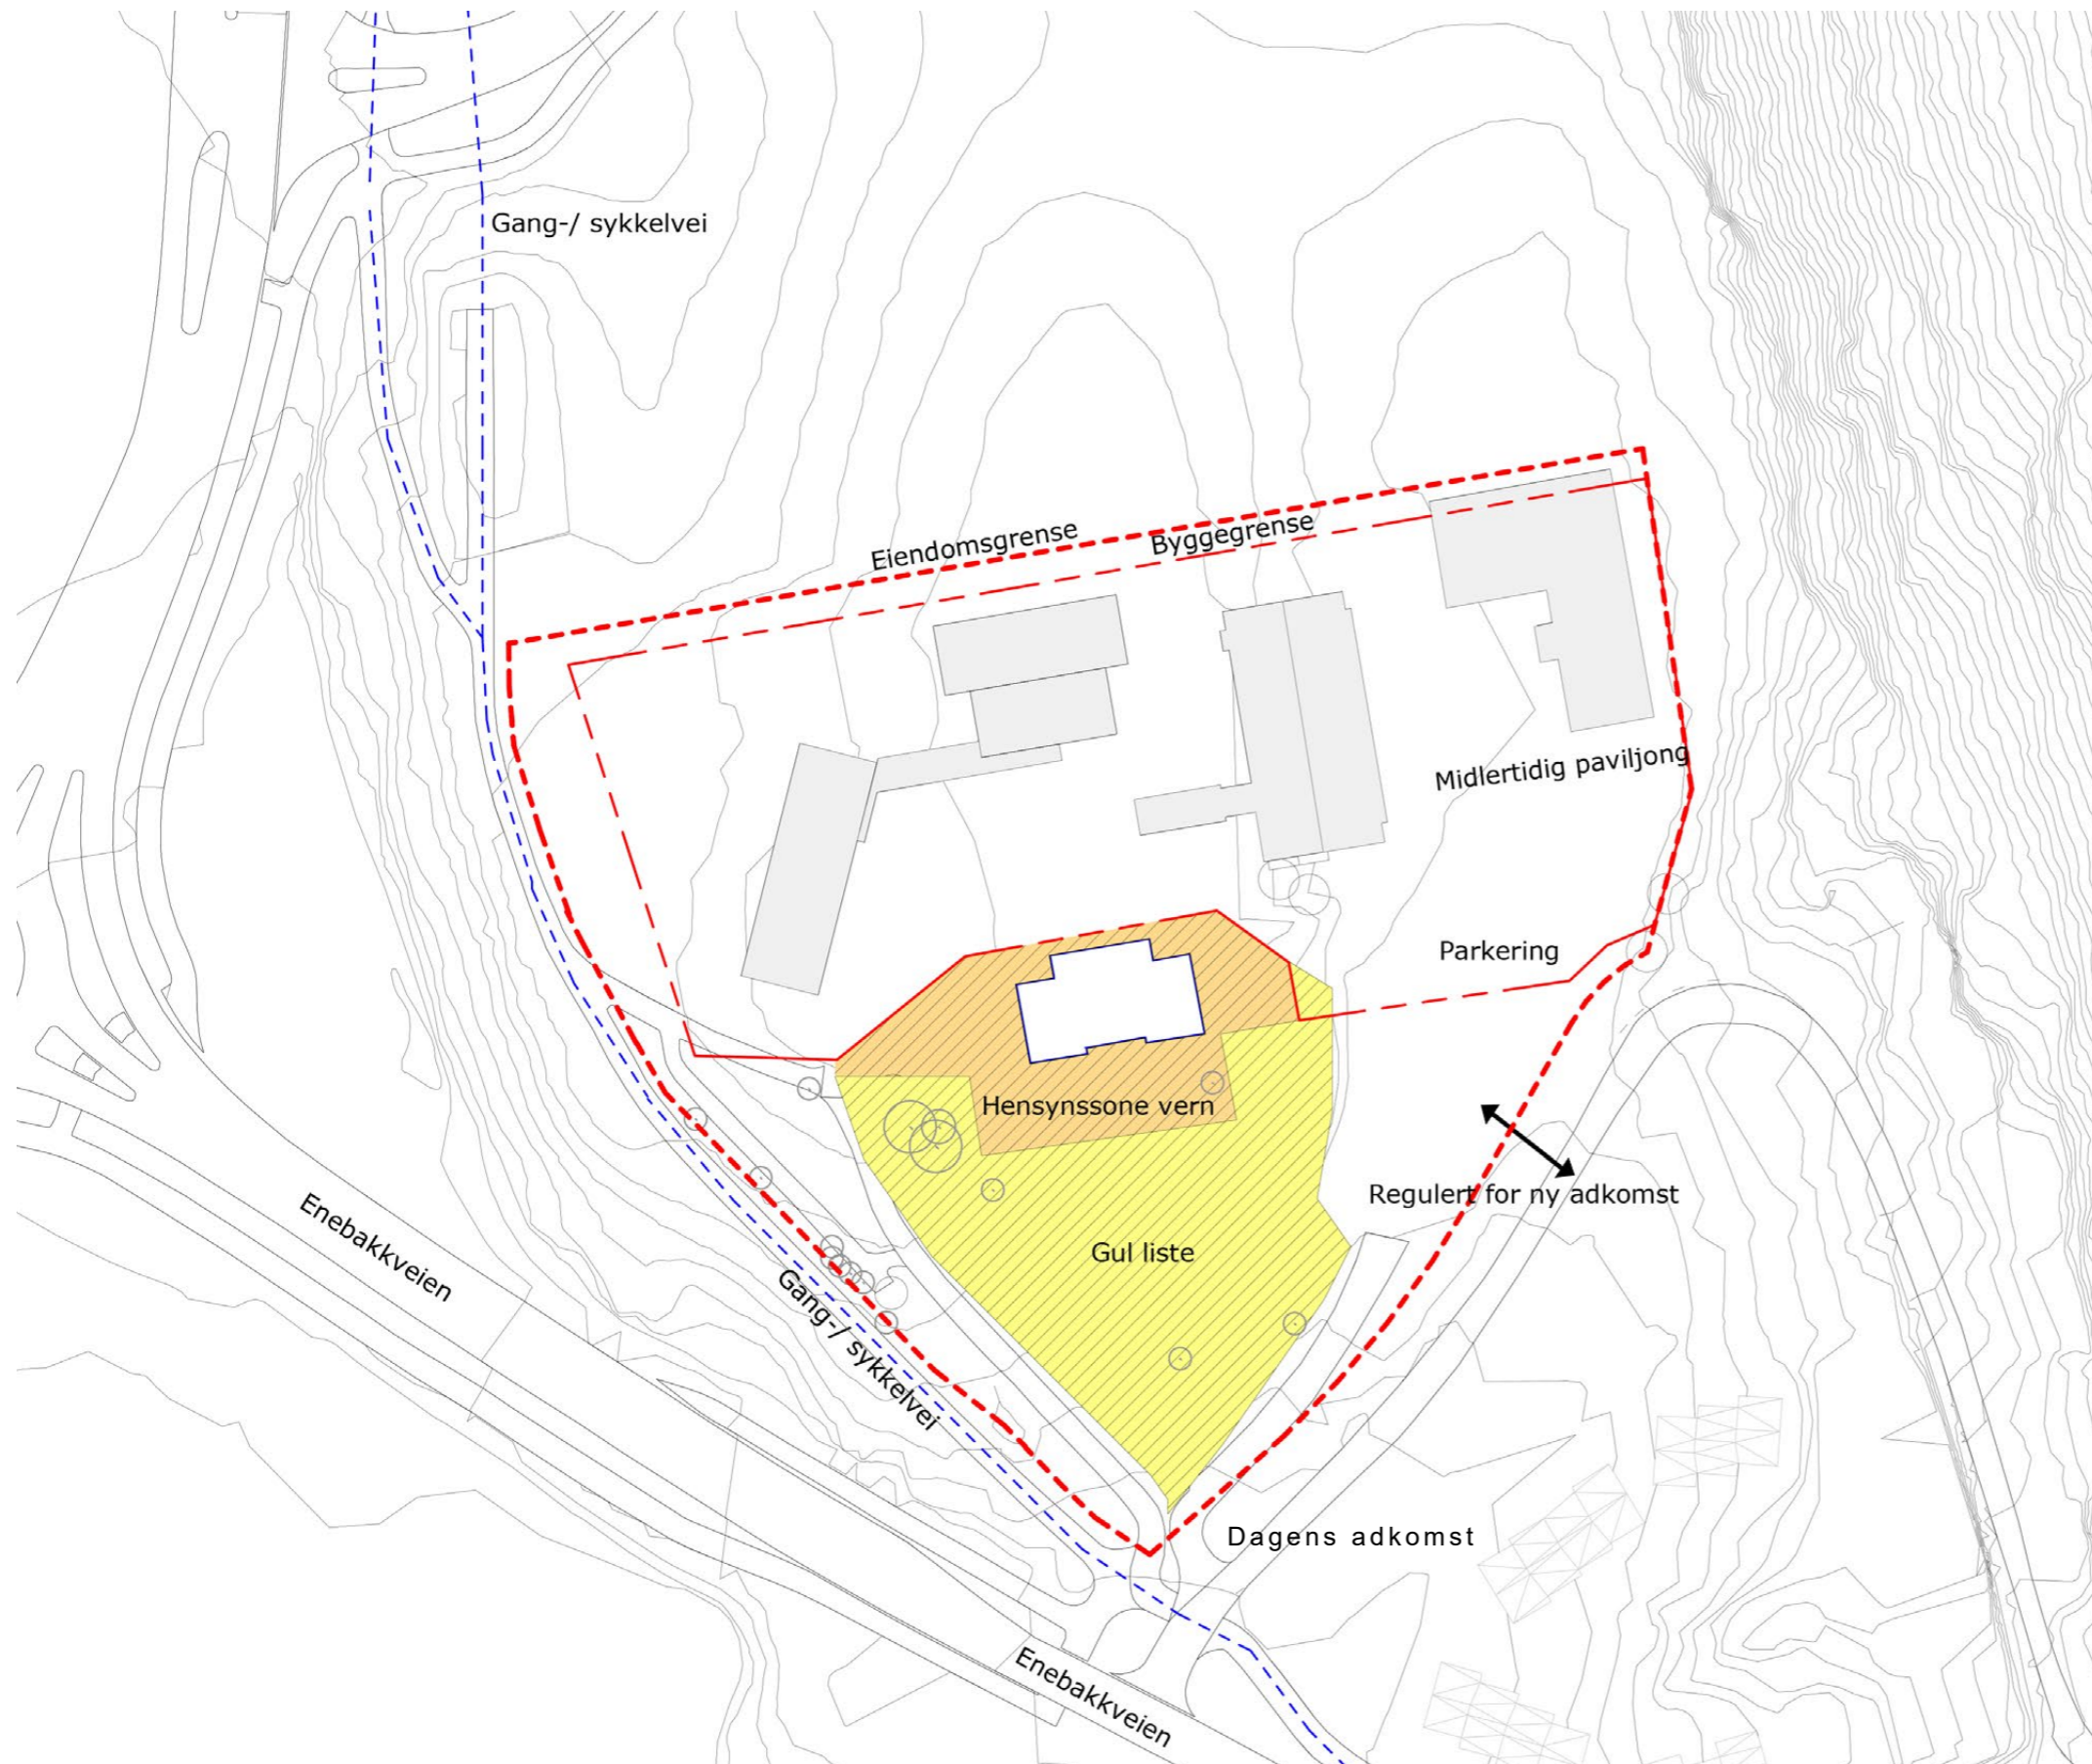 Gang-/ sykkelvei
Eiendomsgrense
Byggegrense
Midlertidig paviljong
Parkering
Hensynssone vern
Regulert for ny adkomst
Enebakkveien
Gul liste
Gang-/ sykkelvei
Dagens adkomst
Enebakkveien